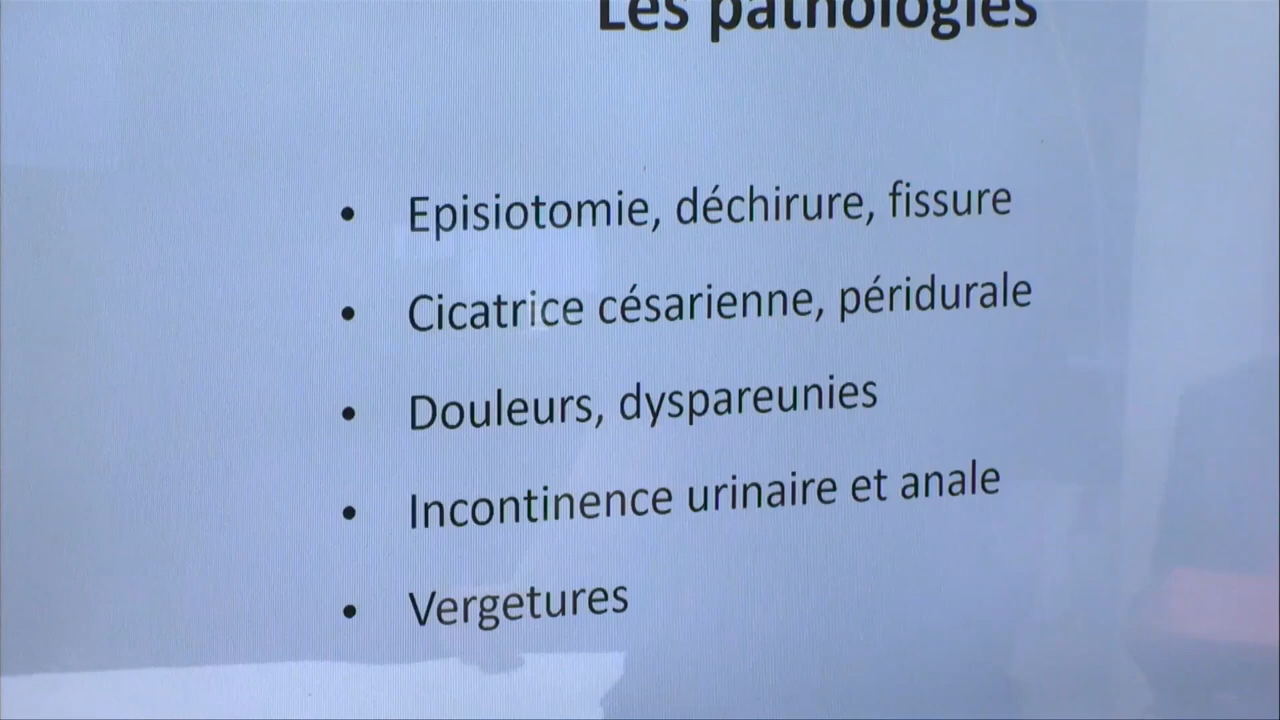 Les pathologies
Episiotomie, déchirure, fissure
Cicatrice césarienne, péridurale
Douleurs, dyspareunies
Incontinence urinaire et anale
Vergetures